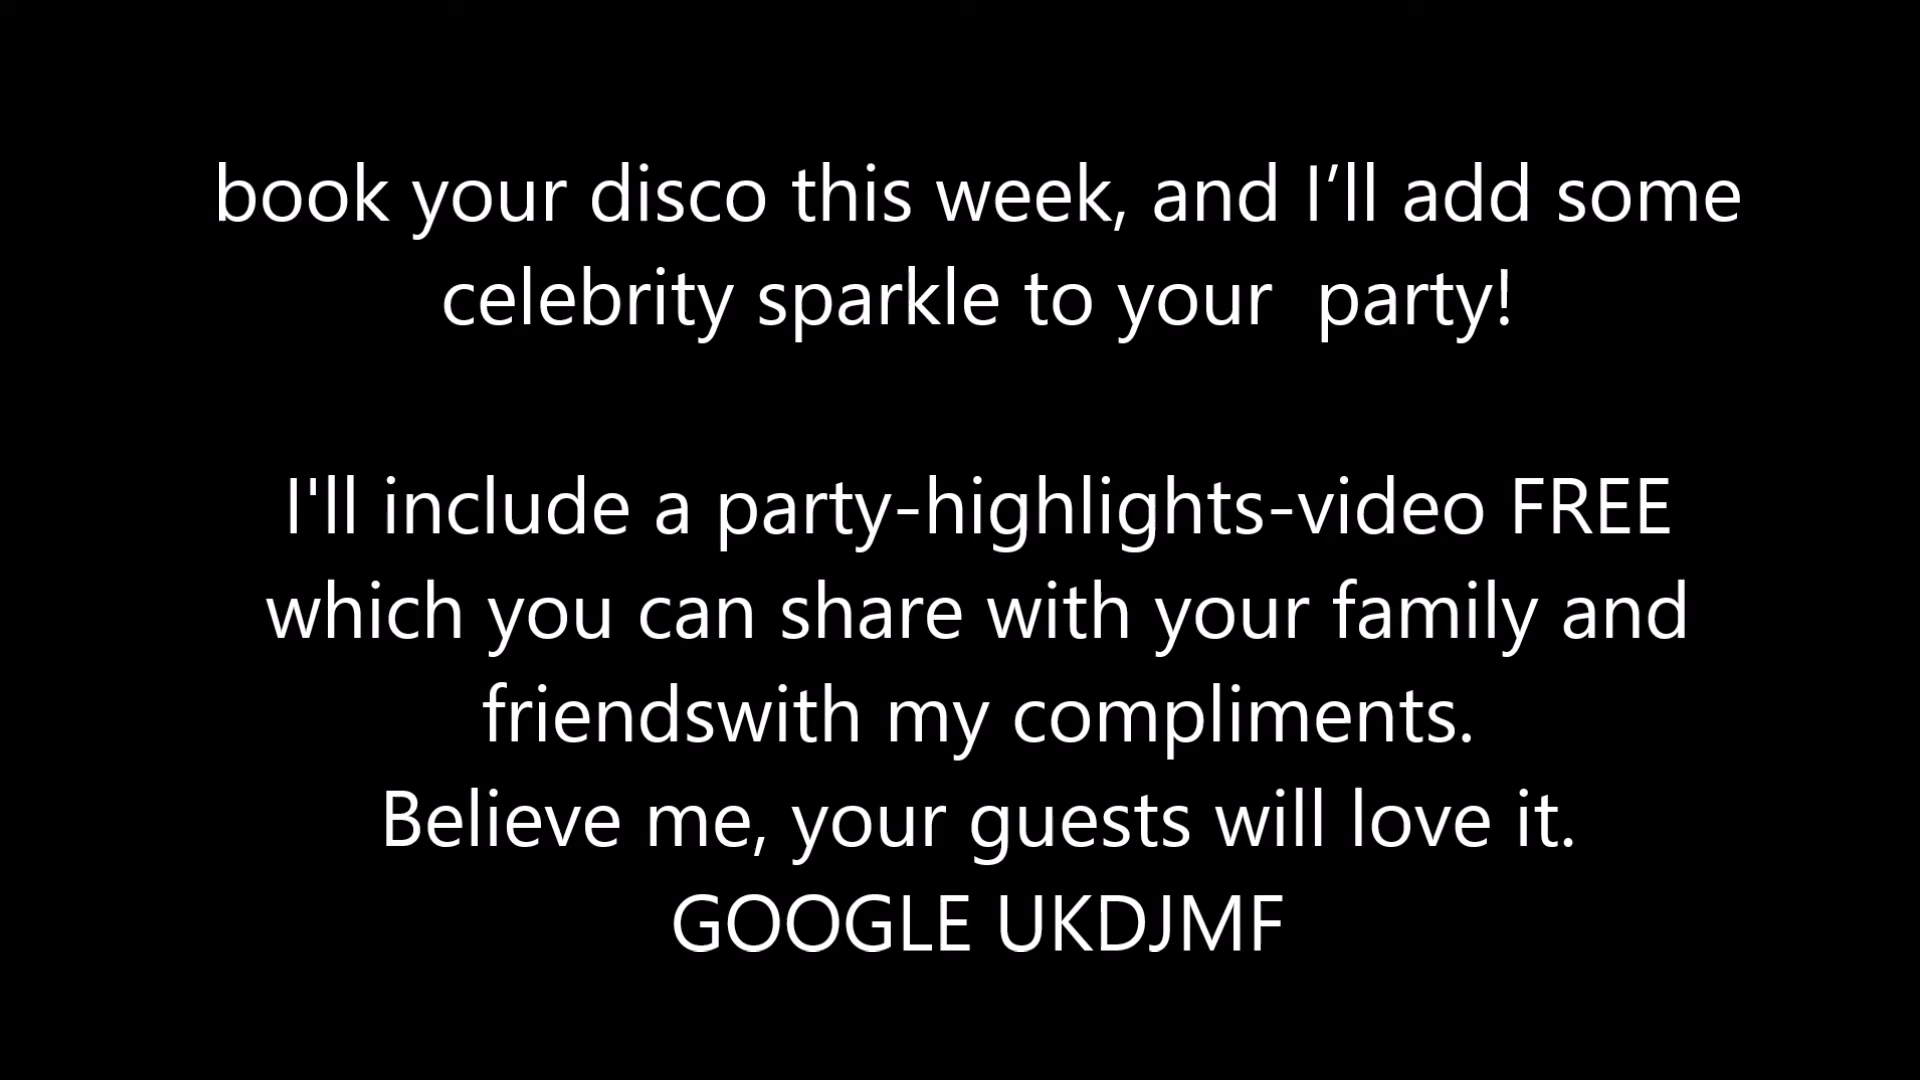 book your disco this week, and I’ll add some
celebrity sparkle to your  party!
I'll include a party-highlights-video FREE
which you can share with your family and
friendswith my compliments.
Believe me, your guests will love it.
GOOGLE UKDJMF